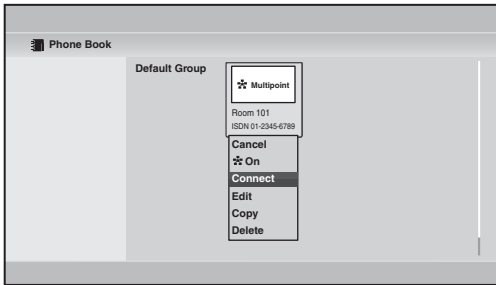 Phone Book
Default Group
Multipoint
Room 101
ISDN 01-2345-6789
Cancel
On
Connect
Edit
Copy
Delete